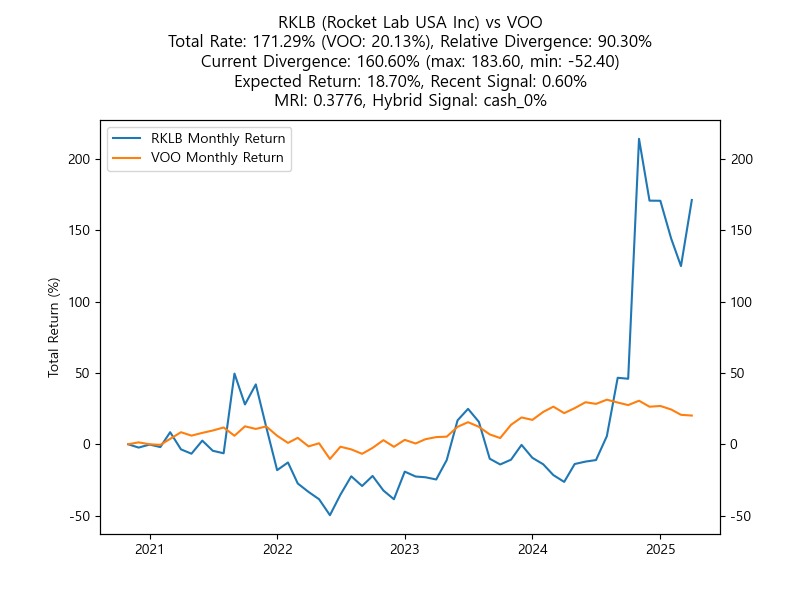 RKLB (Rocket Lab USA Inc) vs VOO
Total Rate: 171.29% (VOO: 20.13%), Relative Divergence: 90.30%
Current Divergence: 160.60% (max: 183.60, min: -52.40)
Expected Return: 18.70%, Recent Signal: 0.60%
MRI: 0.3776, Hybrid Signal: cash_0%
RKLB Monthly Return
VOO Monthly Return
Total Return (%)
200 200
150 150
100 100
50 50
0 0
-50 -50
2021 2022 2023 2024 2025